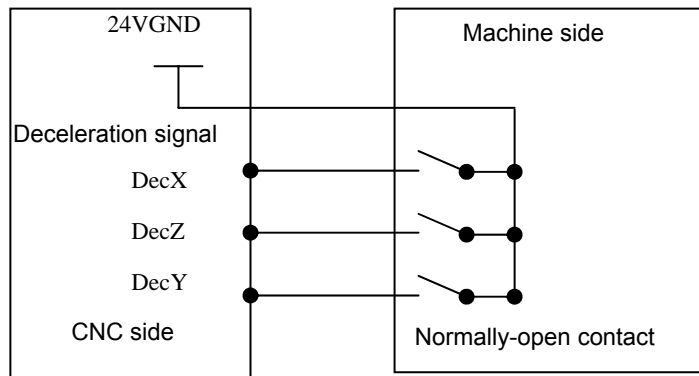 24VGND
Machine side
Deceleration signal
DecX
DecZ
DecY
CNC side
Normally-open contact